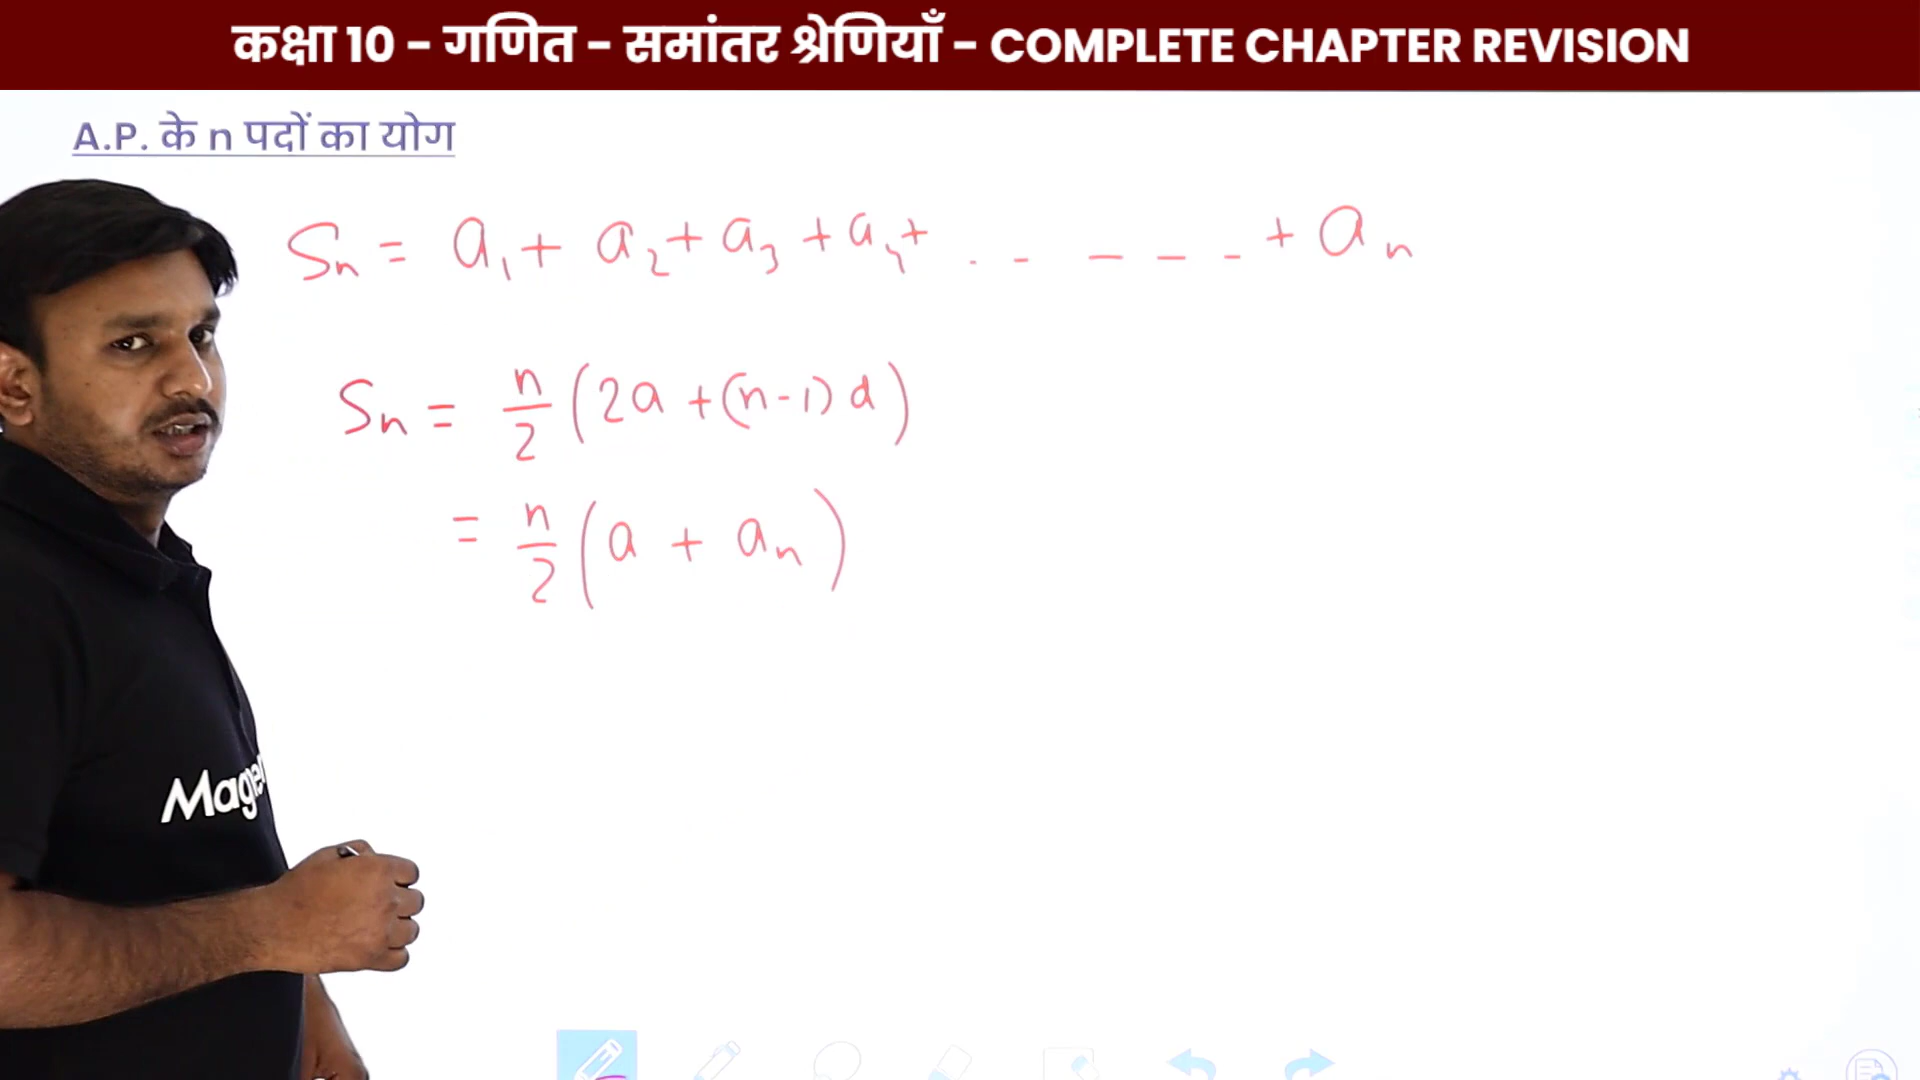 कक्षा 10 – गणित – समांतर श्रेणियाँ – COMPLETE CHAPTER REVISION
A.P. के n पदों का योग
Sₙ = a₁ + a₂ + a₃ + a₄ + . . - - - + aₙ
Sₙ = n/2 (2a + (n-1) d)
= n/2 (a + aₙ)